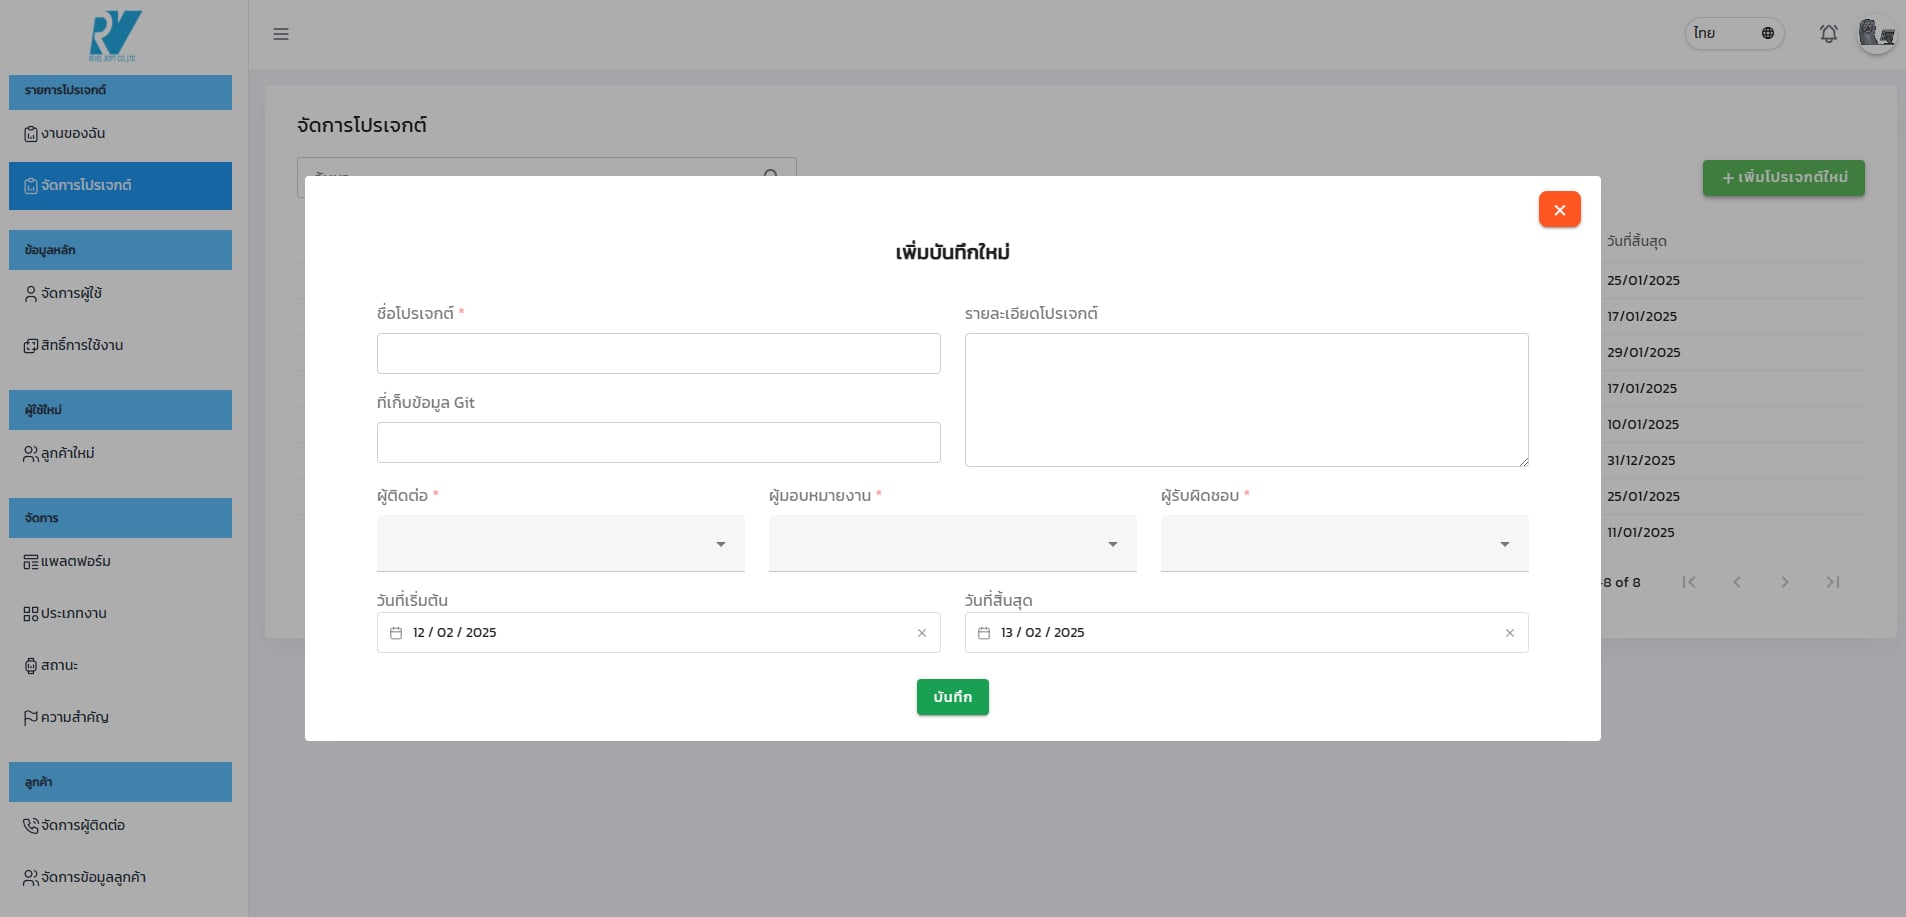 REVEL SOFT CO.,LTD
รายการโปรเจกต์
งานของฉัน
จัดการโปรเจกต์
ข้อมูลหลัก
จัดการผู้ใช้
สิทธิ์การใช้งาน
ผู้ใช้ใหม่
ลูกค้าใหม่
จัดการ
แพลตฟอร์ม
ประเภทงาน
สถานะ
ความสำคัญ
ลูกค้า
จัดการผู้ติดต่อ
จัดการข้อมูลลูกค้า
ไทย
จัดการโปรเจกต์
+ เพิ่มโปรเจกต์ใหม่
วันที่สิ้นสุด
25/01/2025
17/01/2025
29/01/2025
17/01/2025
10/01/2025
31/12/2025
25/01/2025
11/01/2025
-8 of 8
เพิ่มบันทึกใหม่
ชื่อโปรเจกต์ *
รายละเอียดโปรเจกต์
ที่เก็บข้อมูล Git
ผู้ติดต่อ *
ผู้มอบหมายงาน *
ผู้รับผิดชอบ *
วันที่เริ่มต้น
วันที่สิ้นสุด
12 / 02 / 2025
13 / 02 / 2025
บันทึก